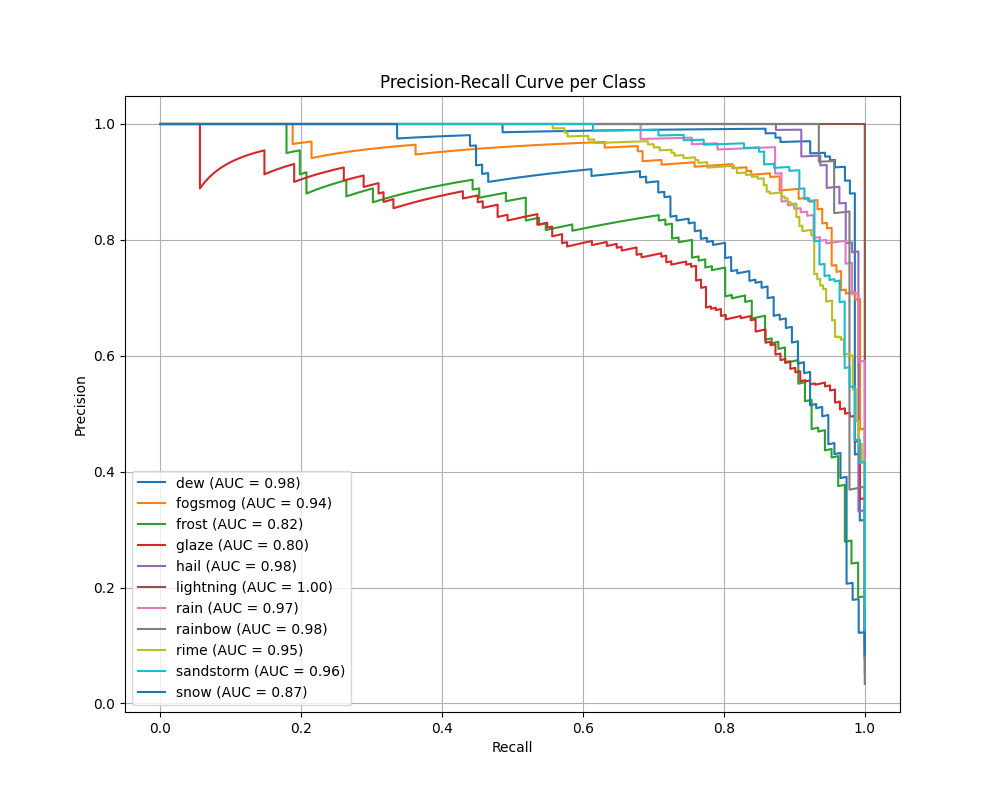 Precision-Recall Curve per Class
1.0
0.8
0.6
0.4
0.2
0.0
Precision
dew (AUC = 0.98)
fogsmog (AUC = 0.94)
frost (AUC = 0.82)
glaze (AUC = 0.80)
hail (AUC = 0.98)
lightning (AUC = 1.00)
rain (AUC = 0.97)
rainbow (AUC = 0.98)
rime (AUC = 0.95)
sandstorm (AUC = 0.96)
snow (AUC = 0.87)
0.0 0.2 0.4 0.6 0.8 1.0
Recall